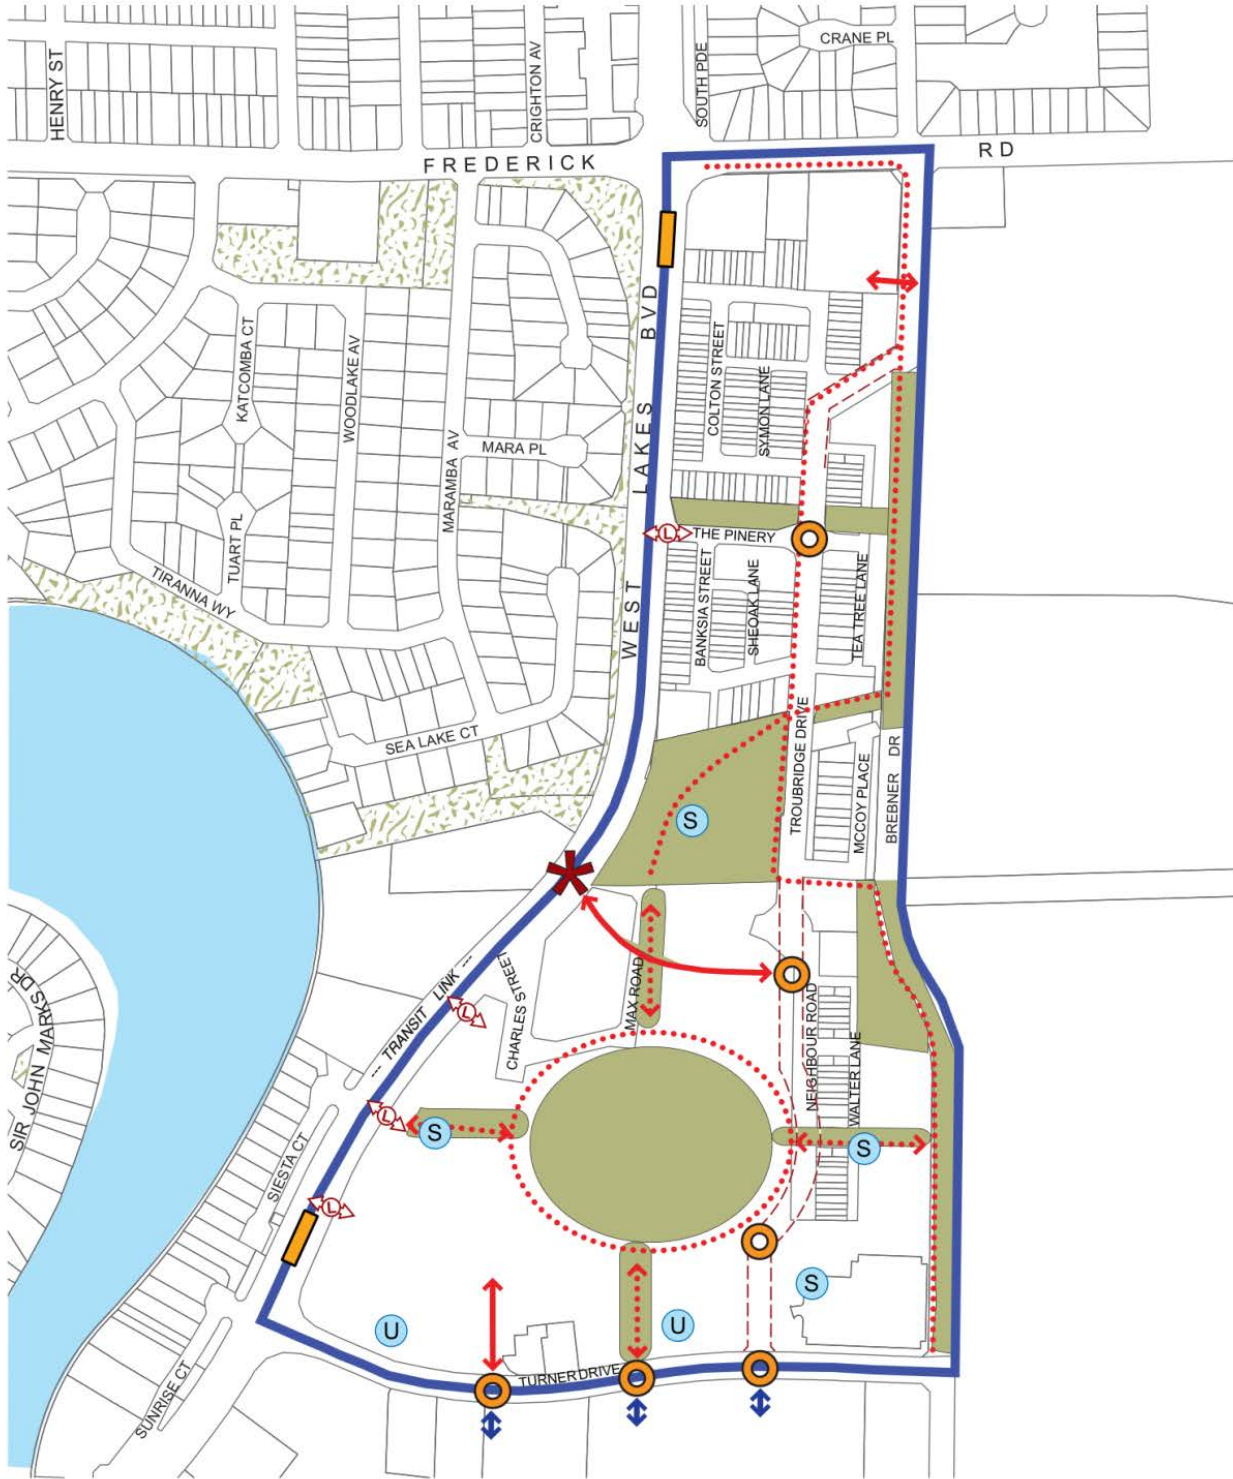 HENRY ST
CRIGHTON AV
SOUTH PDE
CRANE PL
FREDERICK
RD
WEST LAKES BVD
KATCOMBA CT
WOODLAKE AV
MARAMBA AV
MARA PL
COLTON STREET
SYMON LANE
L
THE PINERY
TUART PL
TIRANNA WY
BANKSIA STREET
SHEOAK LANE
TEA TREE LANE
SEA LAKE CT
TROUBRIDGE DRIVE
MCCOY PLACE
BREBNER DR
S
SIR JOHN MARKS DR
--- TRANSIT LINK ---
L
CHARLES STREET
MAX ROAD
NEIGHBOUR ROAD
WALTER LANE
L
S
S
SIESTA CT
L
S
U
U
TURNER DRIVE
SUNRISE CT